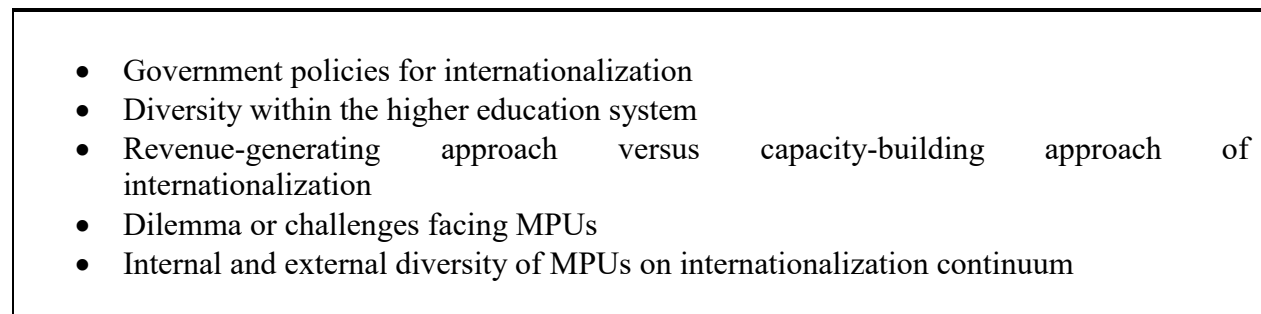 • Government policies for internationalization
• Diversity within the higher education system
• Revenue-generating approach versus capacity-building approach of
internationalization
• Dilemma or challenges facing MPUs
• Internal and external diversity of MPUs on internationalization continuum